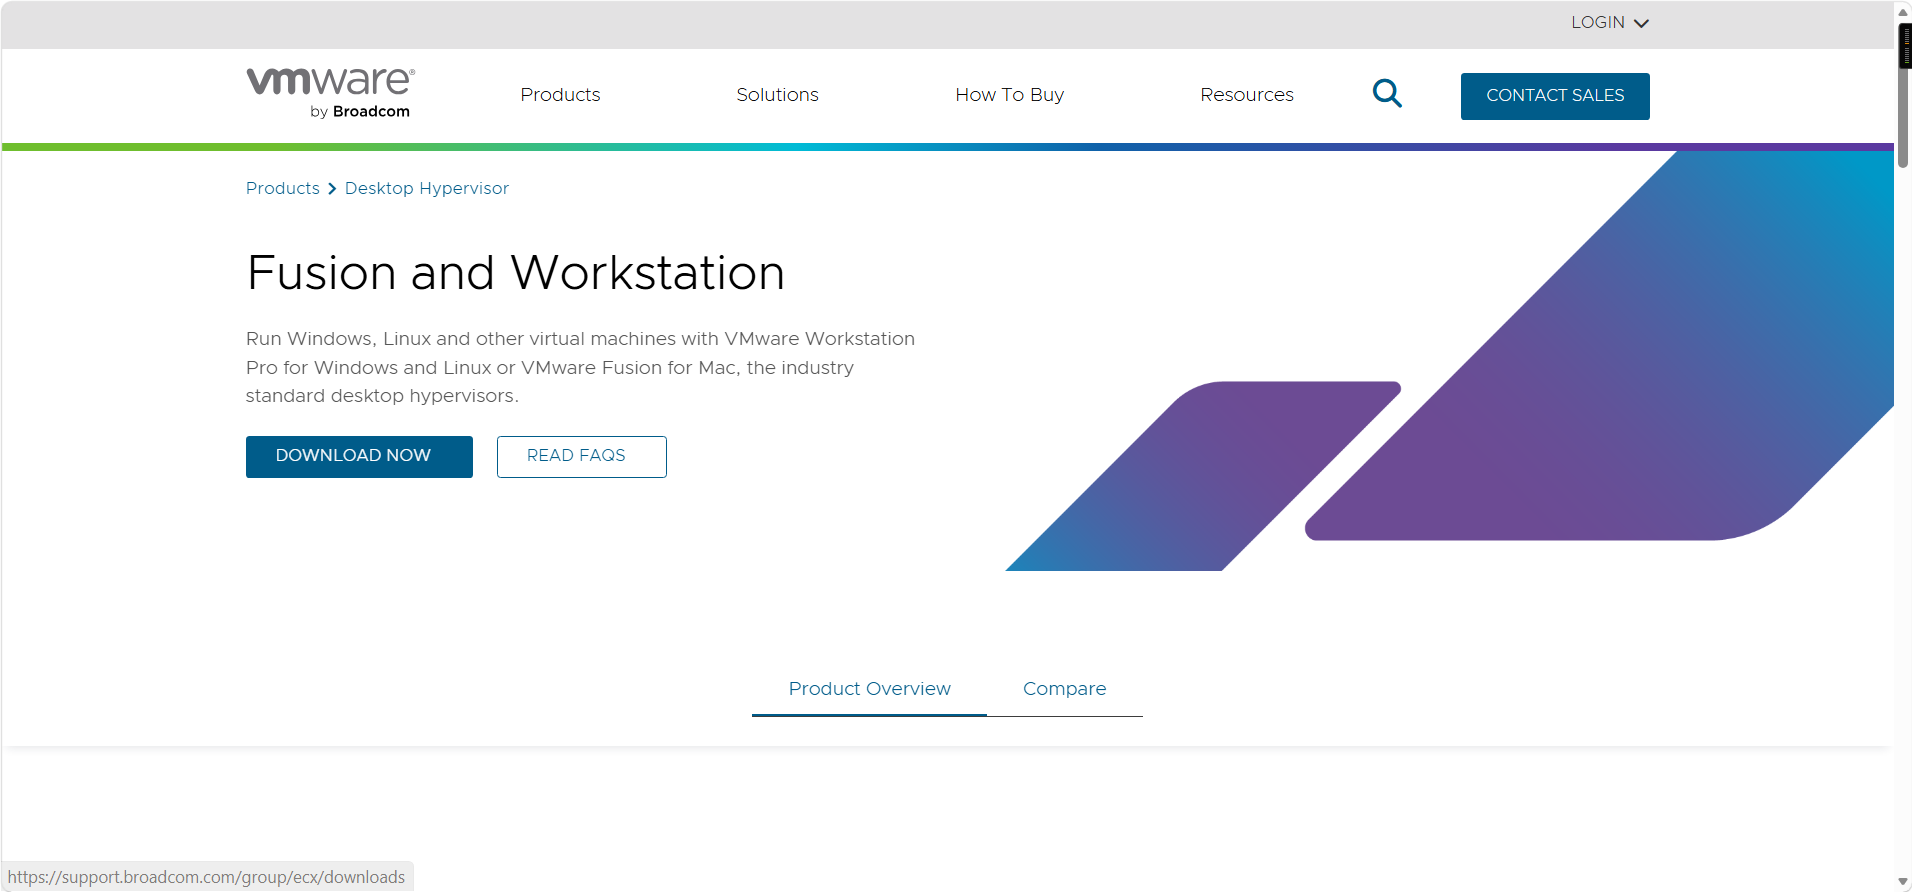 LOGIN
vmware®
by Broadcom
Products
Solutions
How To Buy
Resources
CONTACT SALES
Products
Desktop Hypervisor
Fusion and Workstation
Run Windows, Linux and other virtual machines with VMware Workstation
Pro for Windows and Linux or VMware Fusion for Mac, the industry
standard desktop hypervisors.
DOWNLOAD NOW
READ FAQS
Product Overview
Compare
https://support.broadcom.com/group/ecx/downloads